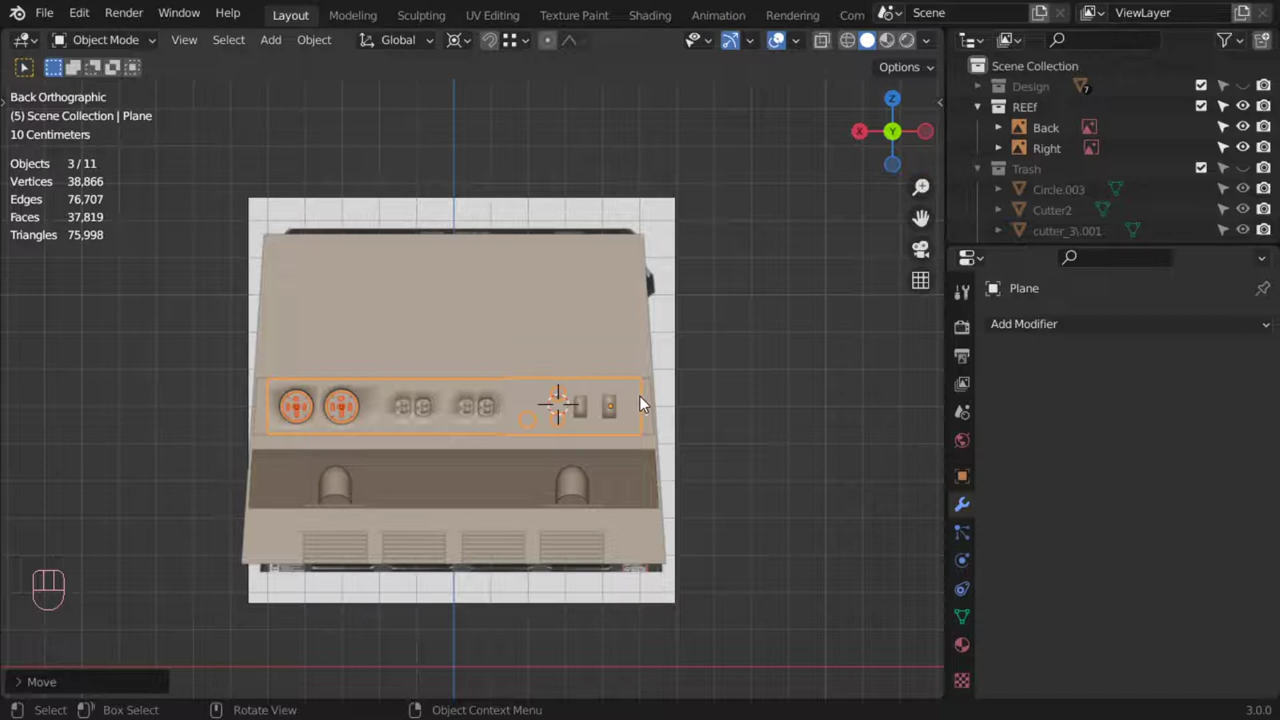 File Edit Render Window Help Layout Modeling Sculpting UV Editing Texture Paint Shading Animation Rendering Com Scene ViewLayer
Object Mode View Select Add Object Global
Options
Back Orthographic
(5) Scene Collection | Plane
10 Centimeters
Objects 3 / 11
Vertices 38,866
Edges 76,707
Faces 37,819
Triangles 75,998
Z
X
Y
Scene Collection
Design 7
REEf
Back
Right
Trash
Circle.003
Cutter2
cutter_3\.001
Plane
Add Modifier
Move
Select Box Select Rotate View Object Context Menu 3.0.0